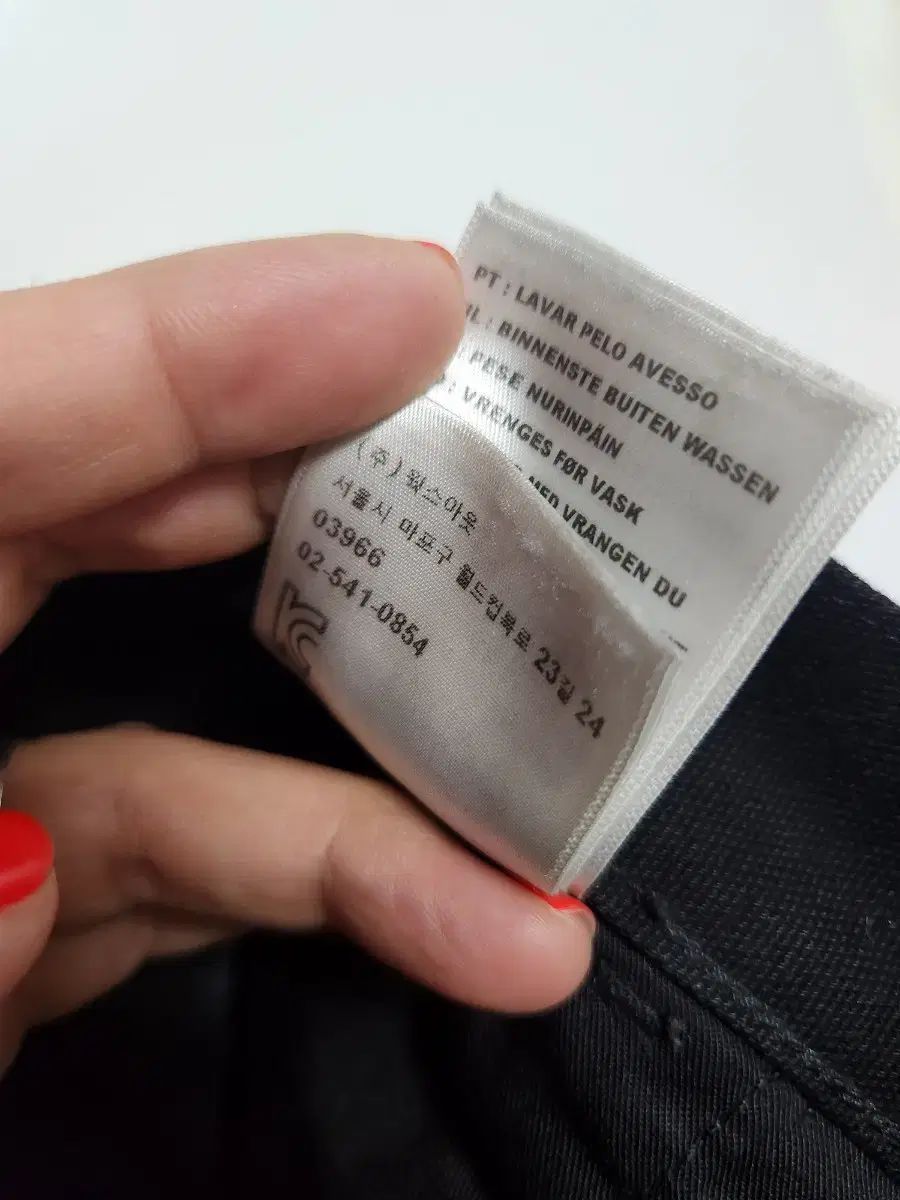 PT : LAVAR PELO AVESSO
NL : BINNENSTE BUITEN WASSEN
: PESE NURINPÄIN
: VRENGES FØR VASK
MED VRANGEN DU
(주)웍스아웃
서울시 마포구 월드컵북로 23길 24
03966
02-541-0854